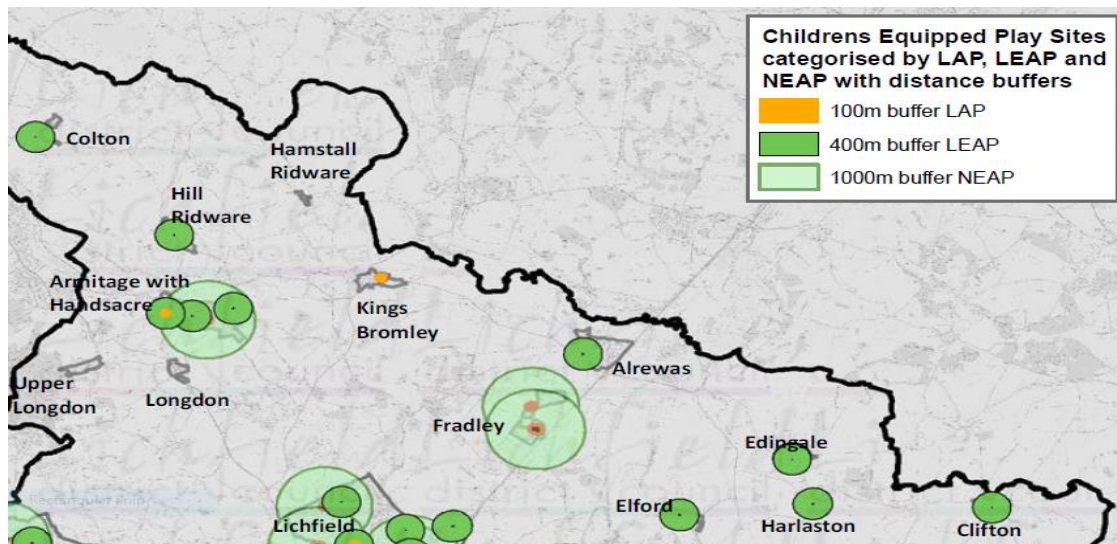 Childrens Equipped Play Sites
categorised by LAP, LEAP and
NEAP with distance buffers
100m buffer LAP
400m buffer LEAP
1000m buffer NEAP
Colton
Hamstall
Ridware
Hill
Ridware
Armitage with
Handsacre
Kings
Bromley
Upper
Longdon
Longdon
Alrewas
Fradley
Edingale
Lichfield
Elford
Harlaston
Clifton